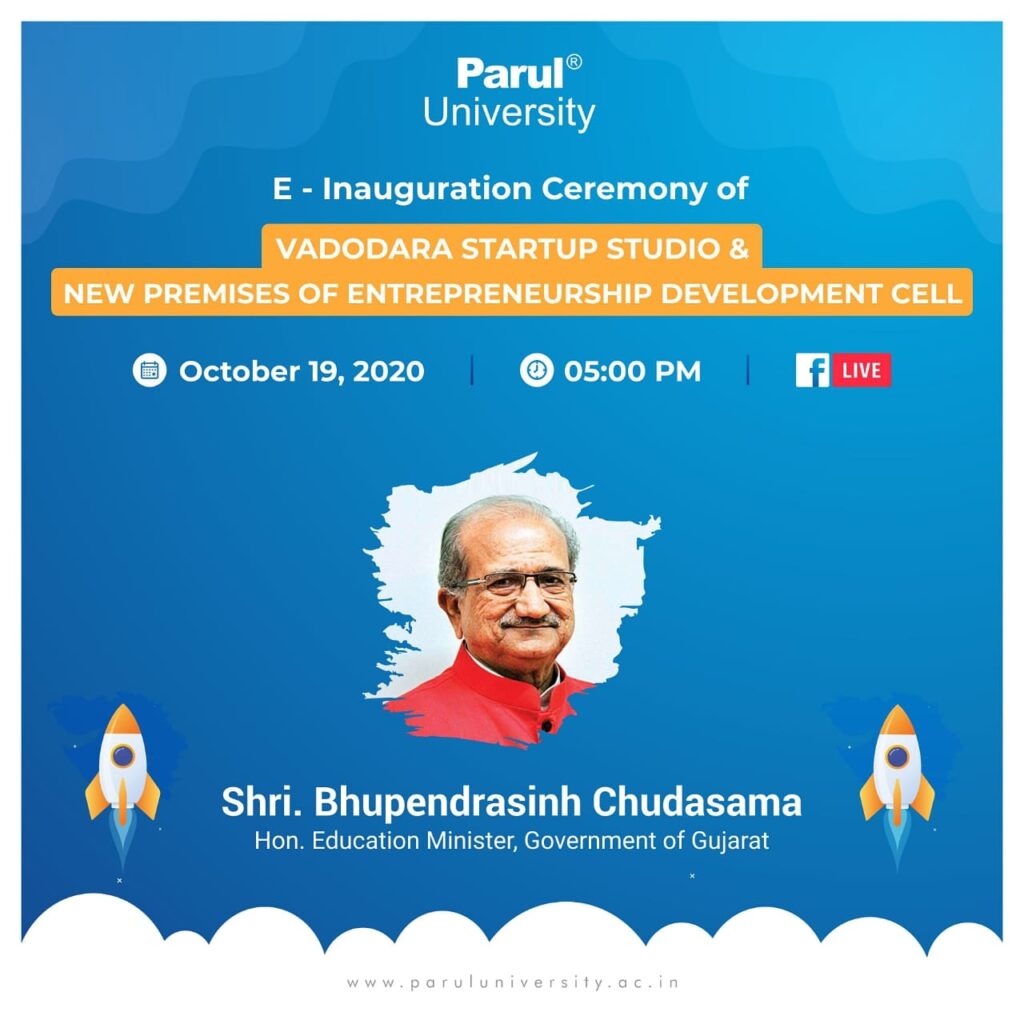 Parul®
University
E - Inauguration Ceremony of
VADODARA STARTUP STUDIO &
NEW PREMISES OF ENTREPRENEURSHIP DEVELOPMENT CELL
October 19, 2020 | 05:00 PM | f LIVE
Shri. Bhupendrasinh Chudasama
Hon. Education Minister, Government of Gujarat
www.paruluniversity.ac.in